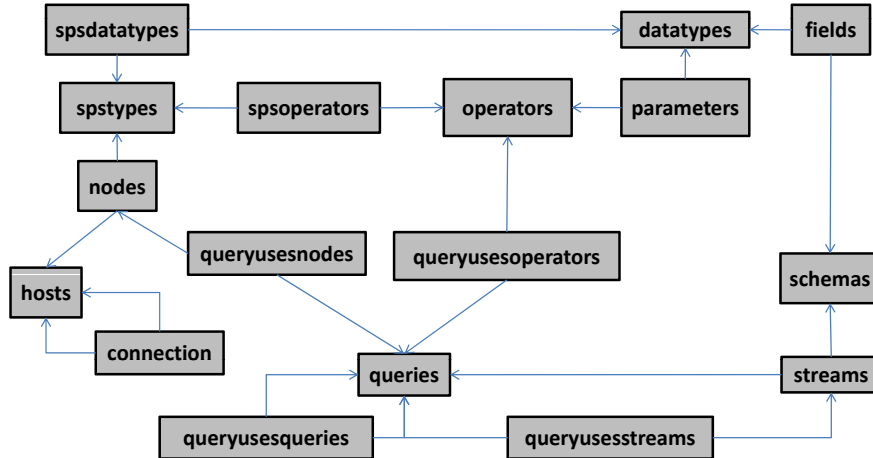 spsdatatypes
datatypes
fields
spstypes
spsoperators
operators
parameters
nodes
queryusesnodes
queryusesoperators
hosts
schemas
connection
queries
streams
queryusesqueries
queryusesstreams